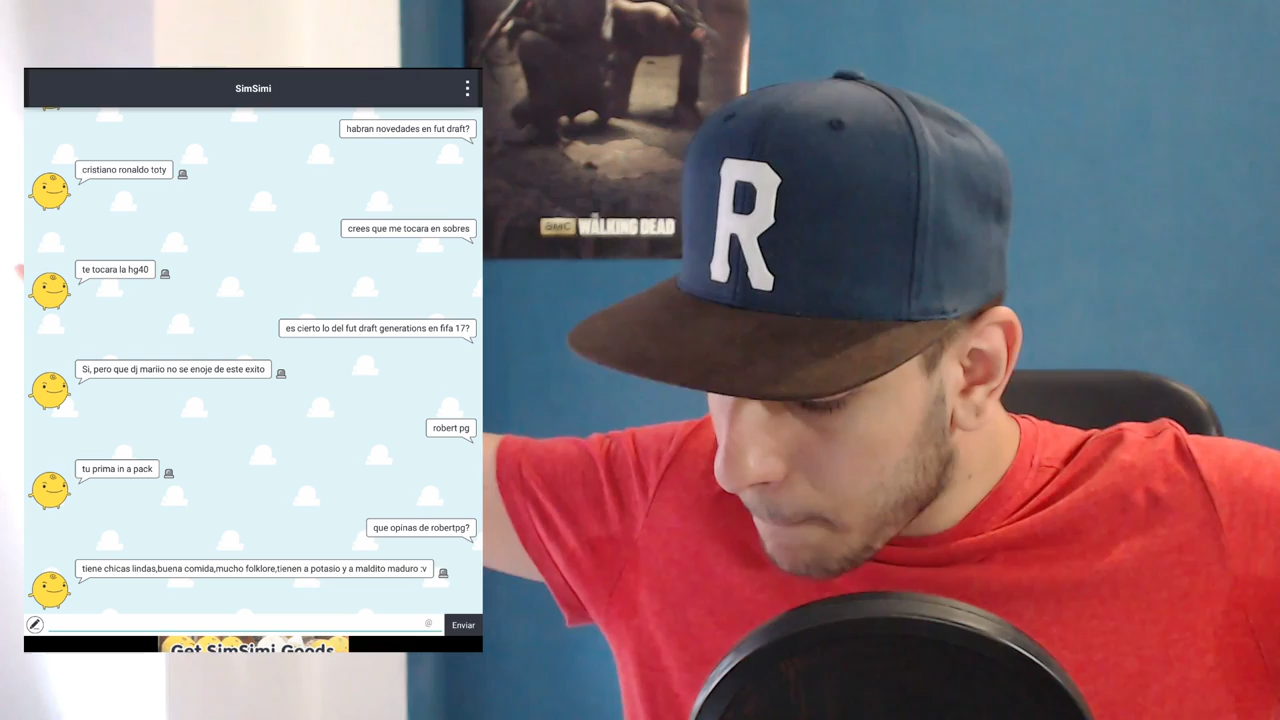 SimSimi
habran novedades en fut draft?
cristiano ronaldo toty
crees que me tocara en sobres
te tocara la hg40
es cierto lo del fut draft generations en fifa 17?
Si, pero que dj mariio no se enoje de este exito
robert pg
tu prima in a pack
que opinas de robertpg?
tiene chicas lindas,buena comida,mucho folklore,tienen a potasio y a maldito maduro :v
@
Enviar
Get SimSimi Goods
AMC THE WALKING DEAD
R